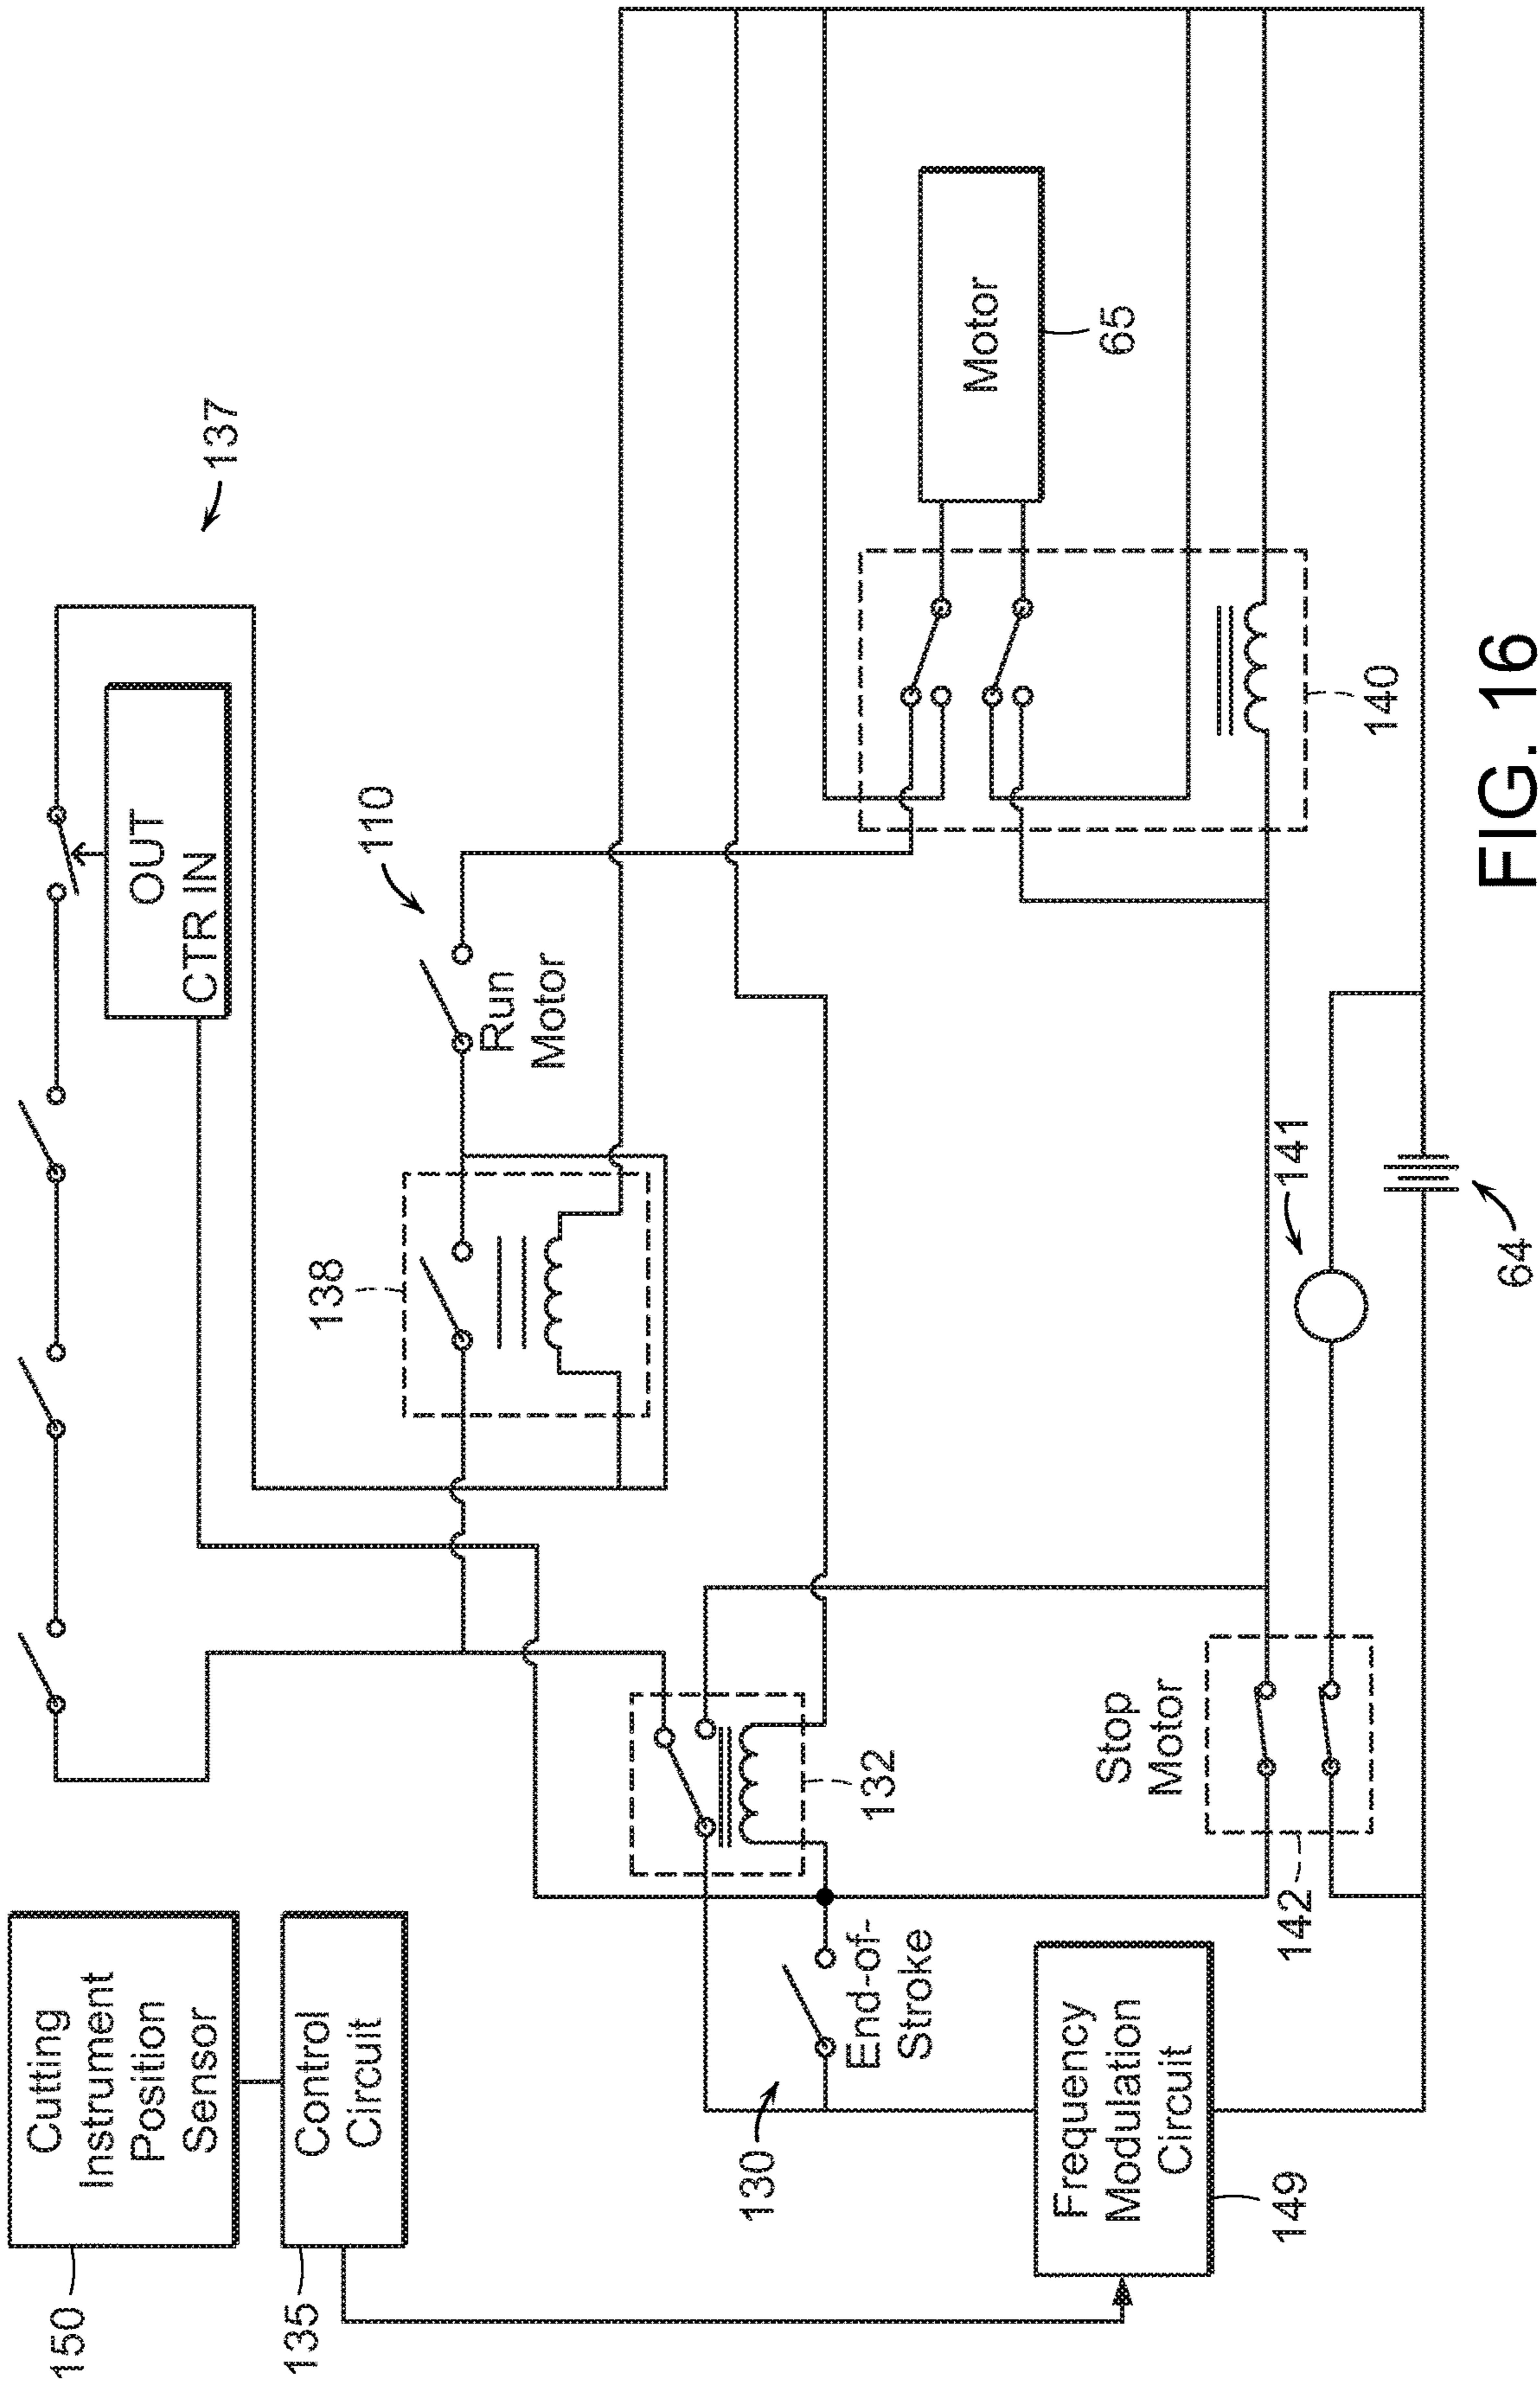 150
Cutting
Instrument
Position
Sensor
135
Control
Circuit
137
OUT
CTR IN
138
110
Run
Motor
130
End-of-
Stroke
132
Frequency
Modulation
Circuit
149
Stop
Motor
142
141
64
Motor
65
140
FIG. 16